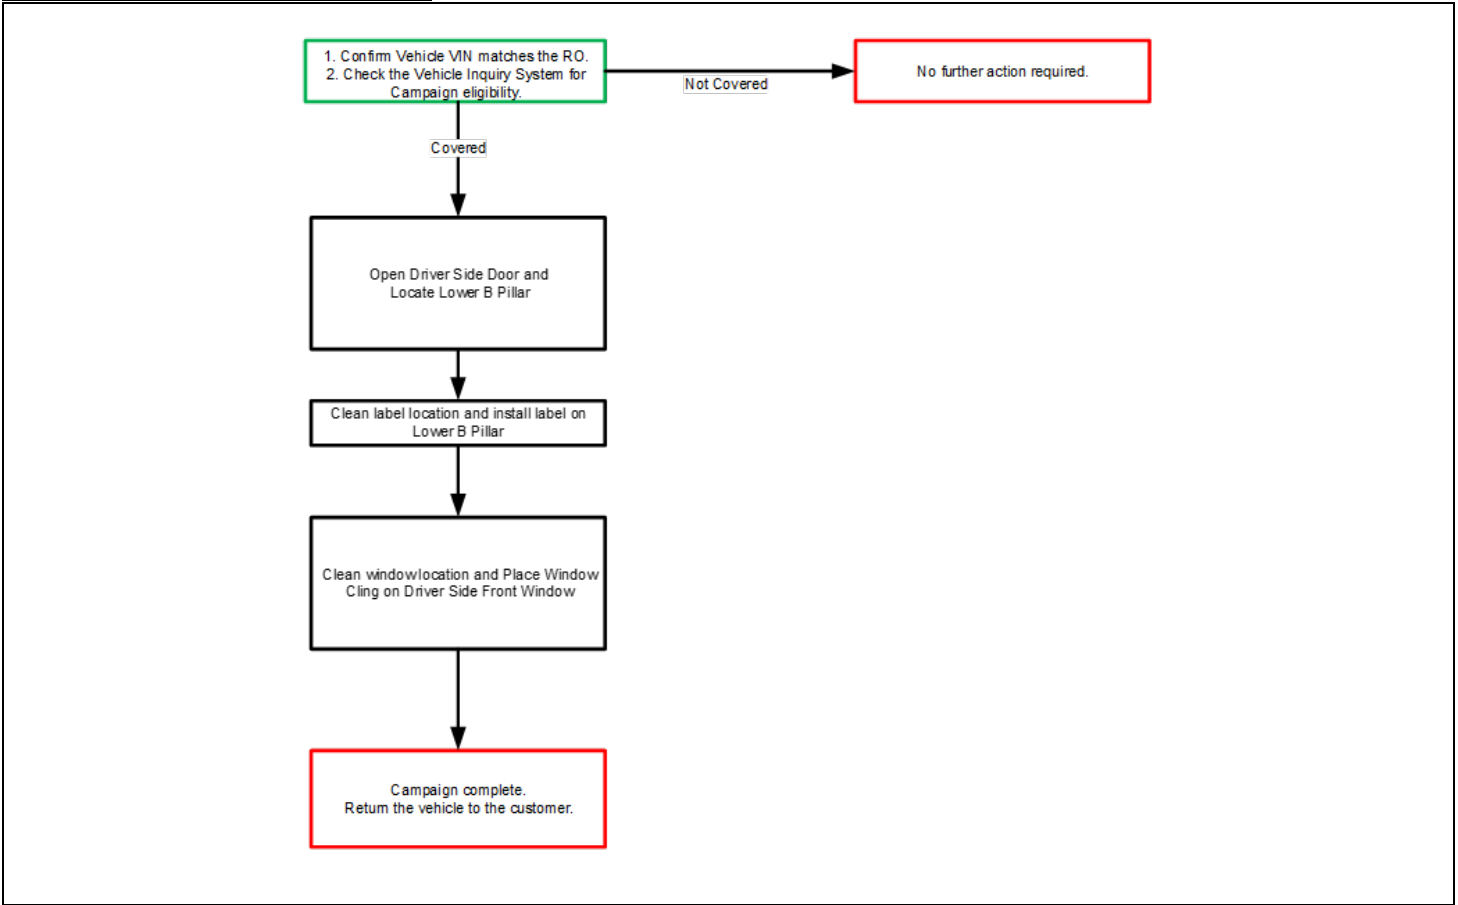 1. Confirm Vehicle VIN matches the RO.
2. Check the Vehicle Inquiry System for
Campaign eligibility.
Not Covered
No further action required.
Covered
Open Driver Side Door and
Locate Lower B Pillar
Clean label location and install label on
Lower B Pillar
Clean window location and Place Window
Cling on Driver Side Front Window
Campaign complete.
Return the vehicle to the customer.